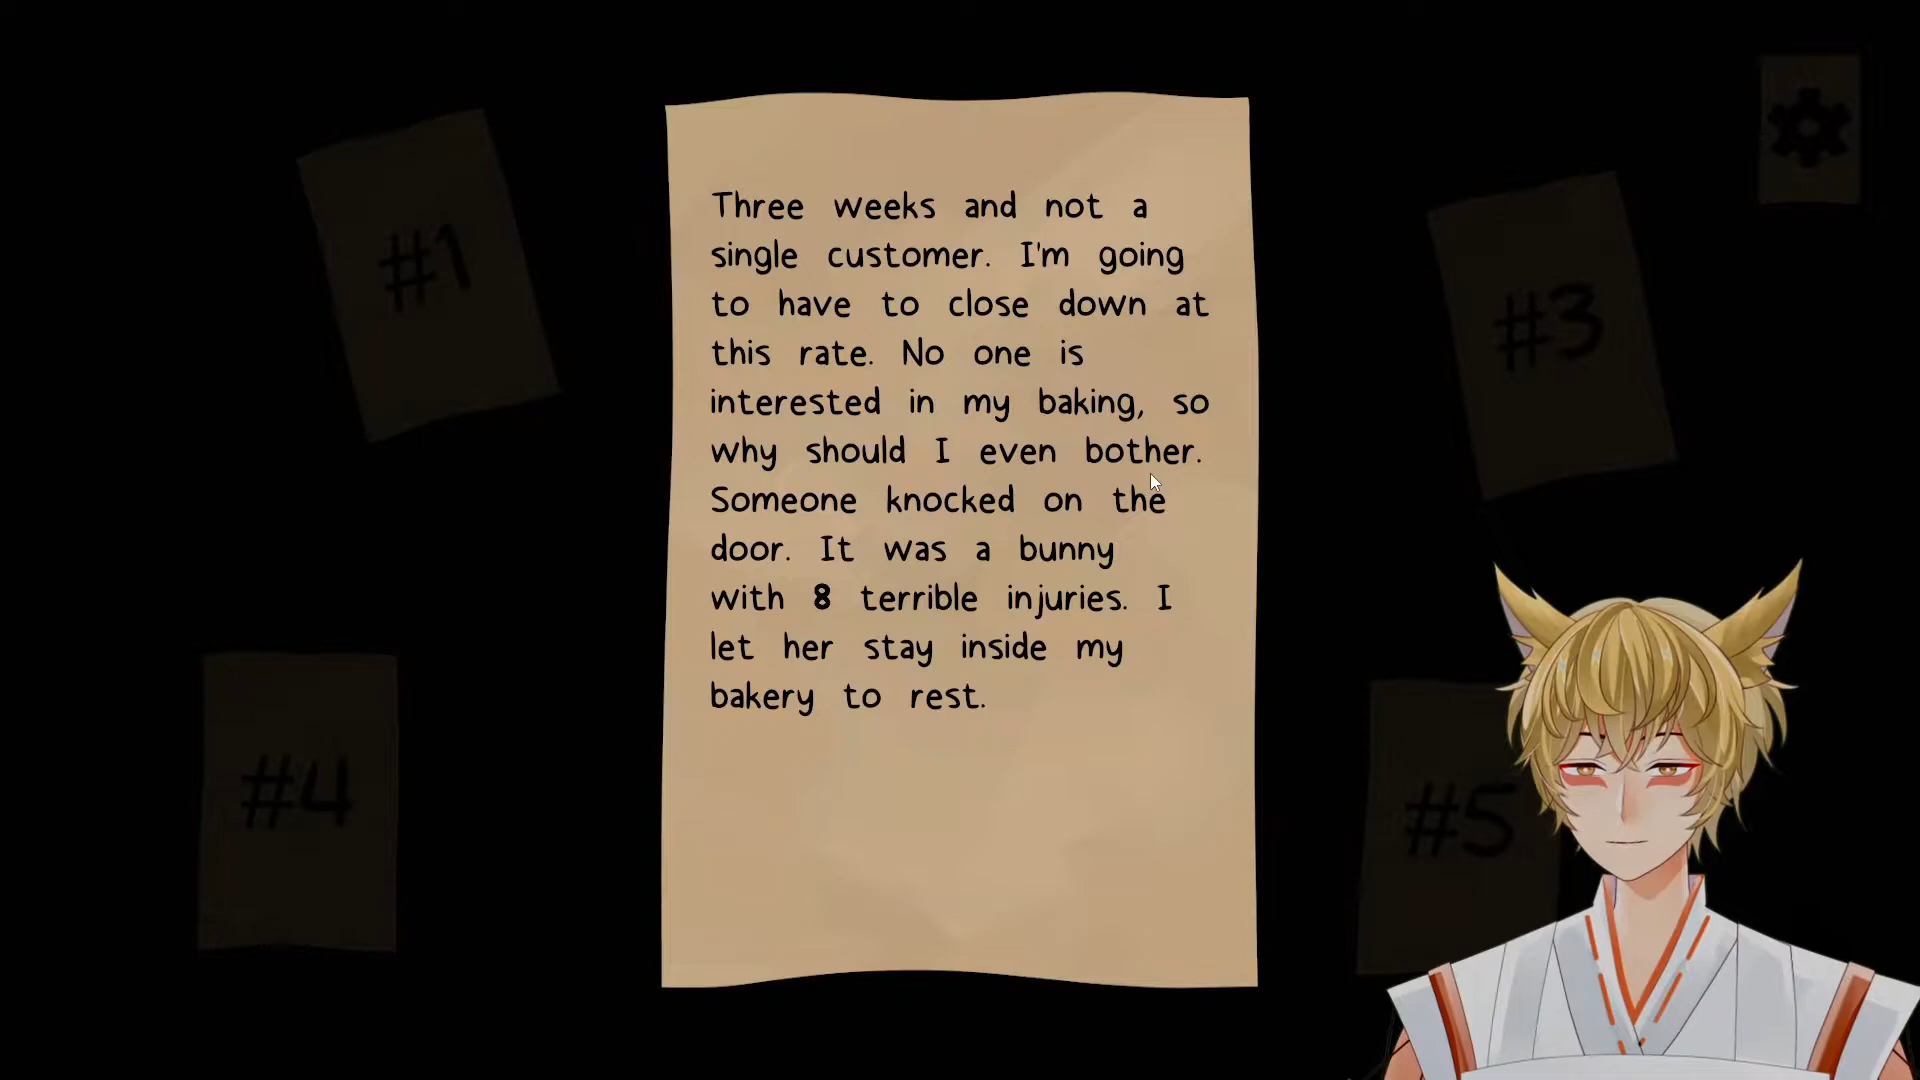 #1
Three weeks and not a
single customer. I'm going
to have to close down at
this rate. No one is
interested in my baking, so
why should I even bother.
Someone knocked on the
door. It was a bunny
with 8 terrible injuries. I
let her stay inside my
bakery to rest.
#3
#4
#5